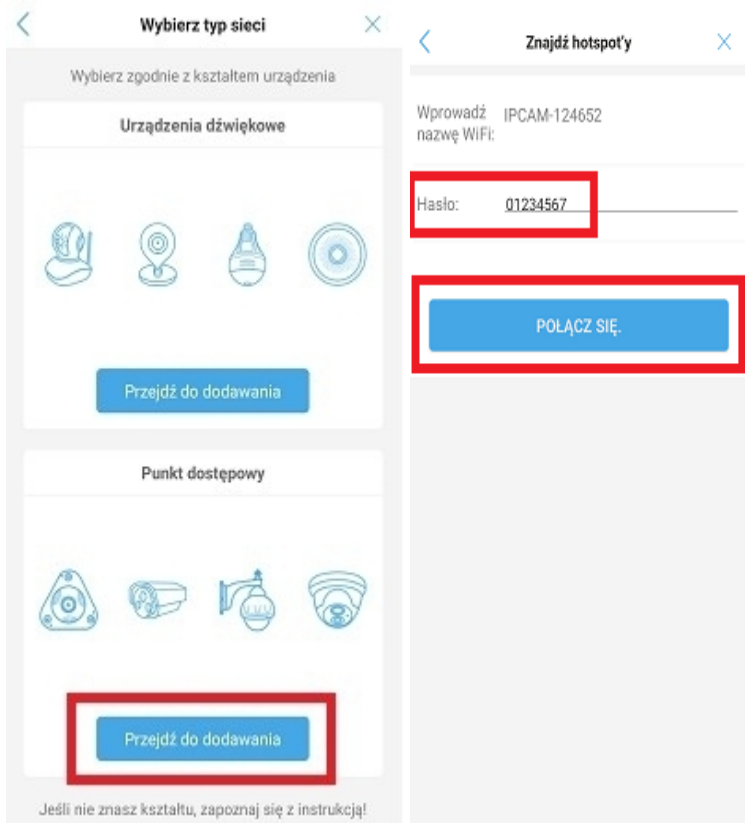 Wybierz typ sieci
Wybierz zgodnie z kształtem urządzenia
Urządzenia dźwiękowe
Przejdź do dodawania
Punkt dostępowy
Przejdź do dodawania
Jeśli nie znasz kształtu, zapoznaj się z instrukcją!
Znajdź hotspot'y
Wprowadź
nazwę WiFi:
IPCAM-124652
Hasło: 01234567
POŁĄCZ SIĘ.